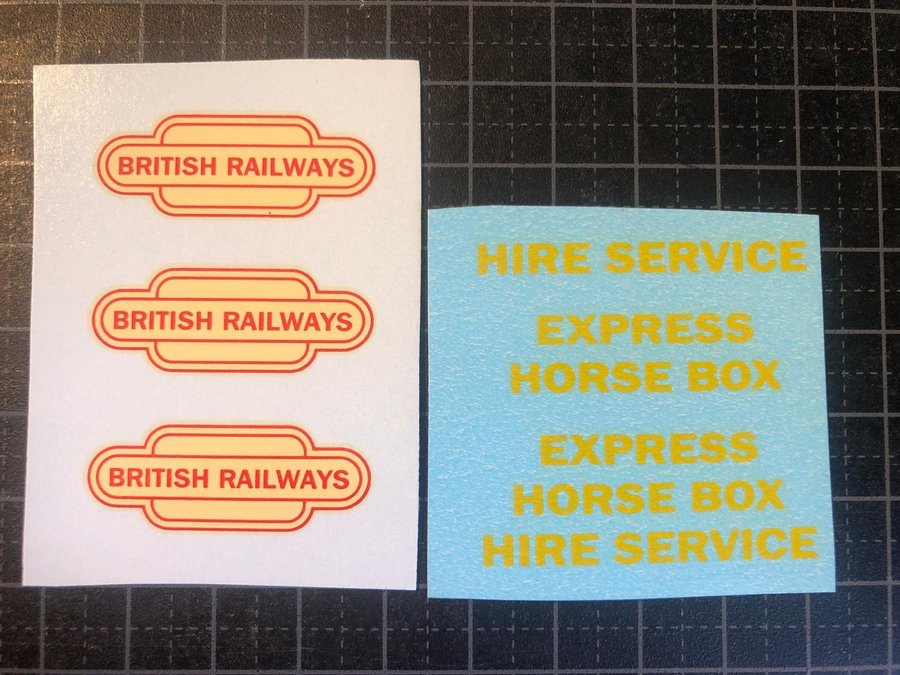 BRITISH RAILWAYS
BRITISH RAILWAYS
BRITISH RAILWAYS
HIRE SERVICE
EXPRESS
HORSE BOX
EXPRESS
HORSE BOX
HIRE SERVICE